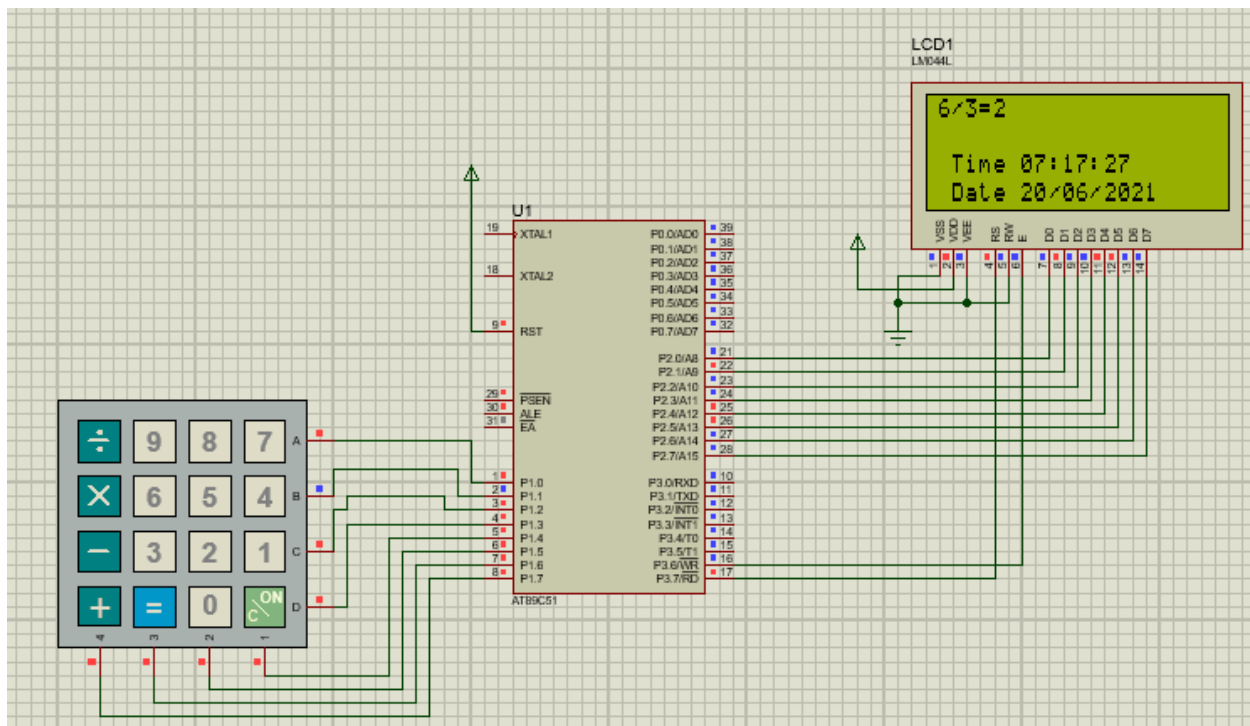 LCD1
LM044L
6/3=2
Time 07:17:27
Date 20/06/2021
VSS VDD VEE RS RW E D0 D1 D2 D3 D4 D5 D6 D7
1 2 3 4 5 6 7 8 9 10 11 12 13 14
U1
19 XTAL1 P0.0/AD0 39
P0.1/AD1 38
P0.2/AD2 37
18 XTAL2 P0.3/AD3 36
P0.4/AD4 35
P0.5/AD5 34
P0.6/AD6 33
9 RST P0.7/AD7 32
P2.0/A8 21
P2.1/A9 22
P2.2/A10 23
29 PSEN P2.3/A11 24
30 ALE P2.4/A12 25
31 EA P2.5/A13 26
P2.6/A14 27
P2.7/A15 28
1 P1.0 P3.0/RXD 10
2 P1.1 P3.1/TXD 11
3 P1.2 P3.2/INT0 12
4 P1.3 P3.3/INT1 13
5 P1.4 P3.4/T0 14
6 P1.5 P3.5/T1 15
7 P1.6 P3.6/WR 16
8 P1.7 P3.7/RD 17
AT89C51
÷ 9 8 7 A
× 6 5 4 B
− 3 2 1 C
+ = 0 ON/C D
4 3 2 1